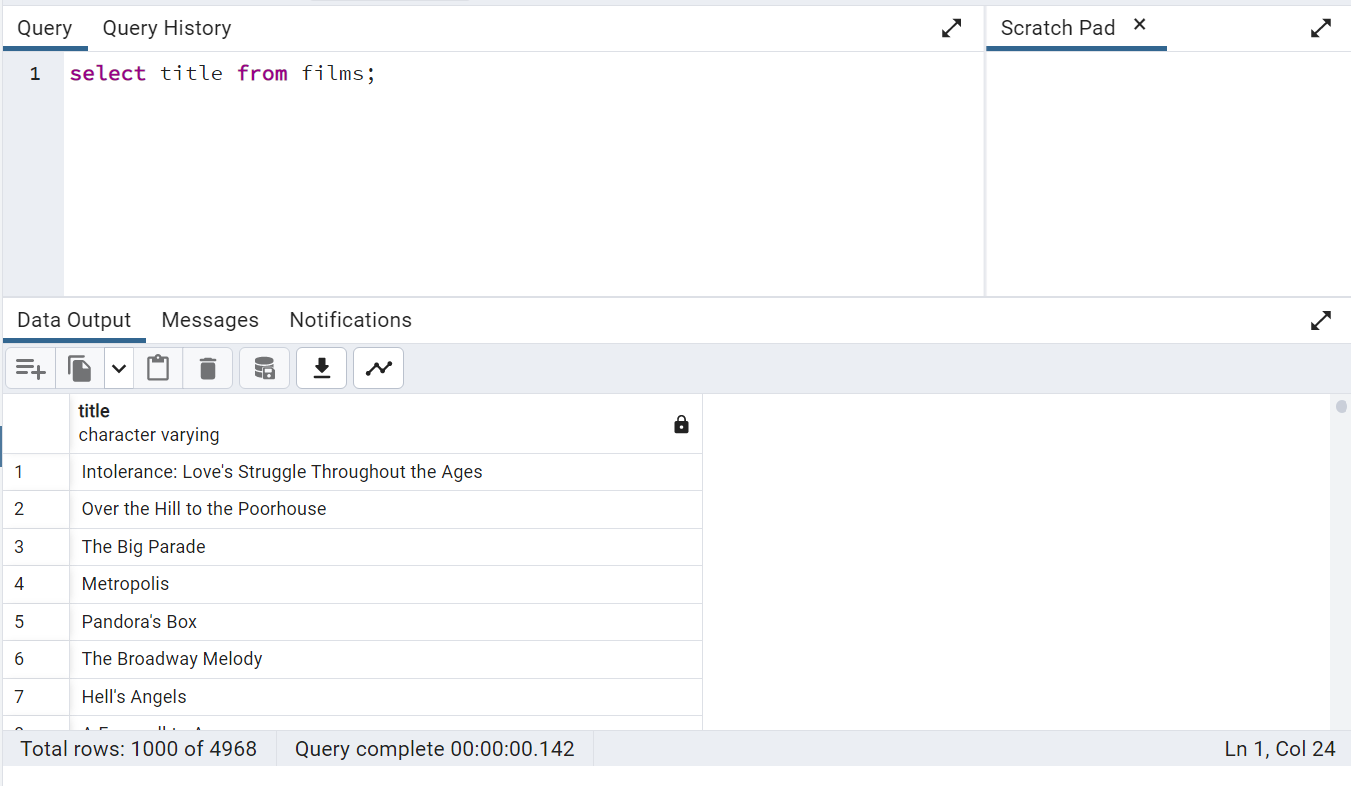 Query Query History Scratch Pad ×
1 select title from films;
Data Output Messages Notifications
title
character varying
1 Intolerance: Love's Struggle Throughout the Ages
2 Over the Hill to the Poorhouse
3 The Big Parade
4 Metropolis
5 Pandora's Box
6 The Broadway Melody
7 Hell's Angels
Total rows: 1000 of 4968 Query complete 00:00:00.142 Ln 1, Col 24